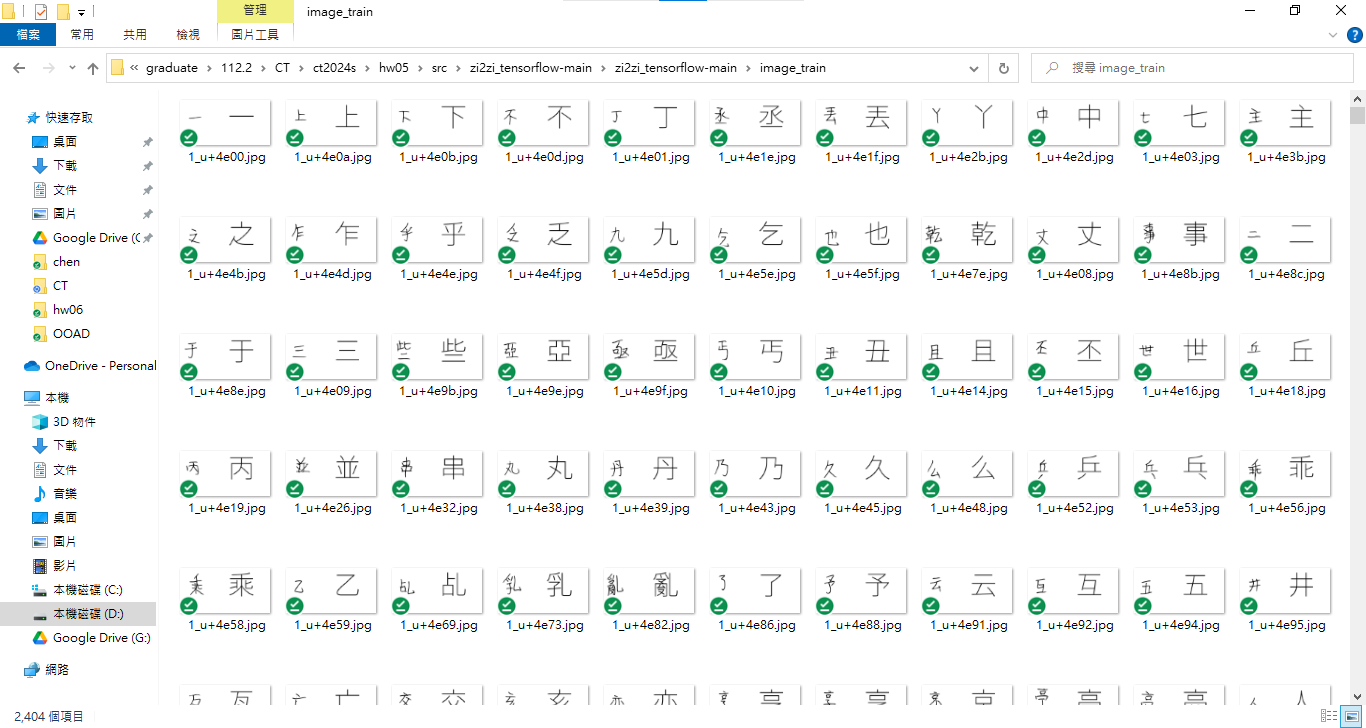 管理
image_train
檔案 常用 共用 檢視 圖片工具
« graduate › 112.2 › CT › ct2024s › hw05 › src › zi2zi_tensorflow-main › zi2zi_tensorflow-main › image_train
搜尋 image_train
快速存取
桌面
下載
文件
圖片
Google Drive (G
chen
CT
hw06
OOAD
OneDrive - Personal
本機
3D 物件
下載
文件
音樂
桌面
圖片
影片
本機磁碟 (C:)
本機磁碟 (D:)
Google Drive (G:)
網路
一 一 上 上 下 下 不 不 丁 丁 丞 丞 丟 丟 丫 丫 中 中 七 七 主 主
1_u+4e00.jpg 1_u+4e0a.jpg 1_u+4e0b.jpg 1_u+4e0d.jpg 1_u+4e01.jpg 1_u+4e1e.jpg 1_u+4e1f.jpg 1_u+4e2b.jpg 1_u+4e2d.jpg 1_u+4e03.jpg 1_u+4e3b.jpg
之 之 乍 乍 乎 乎 乏 乏 九 九 乞 乞 也 也 乾 乾 丈 丈 事 事 二 二
1_u+4e4b.jpg 1_u+4e4d.jpg 1_u+4e4e.jpg 1_u+4e4f.jpg 1_u+4e5d.jpg 1_u+4e5e.jpg 1_u+4e5f.jpg 1_u+4e7e.jpg 1_u+4e08.jpg 1_u+4e8b.jpg 1_u+4e8c.jpg
于 于 三 三 些 些 亞 亞 亟 亟 丐 丐 丑 丑 且 且 丕 丕 世 世 丘 丘
1_u+4e8e.jpg 1_u+4e09.jpg 1_u+4e9b.jpg 1_u+4e9e.jpg 1_u+4e9f.jpg 1_u+4e10.jpg 1_u+4e11.jpg 1_u+4e14.jpg 1_u+4e15.jpg 1_u+4e16.jpg 1_u+4e18.jpg
丙 丙 並 並 串 串 丸 丸 丹 丹 乃 乃 久 久 么 么 乒 乒 乓 乓 乖 乖
1_u+4e19.jpg 1_u+4e26.jpg 1_u+4e32.jpg 1_u+4e38.jpg 1_u+4e39.jpg 1_u+4e43.jpg 1_u+4e45.jpg 1_u+4e48.jpg 1_u+4e52.jpg 1_u+4e53.jpg 1_u+4e56.jpg
乘 乘 乙 乙 乩 乩 乳 乳 亂 亂 了 了 予 予 云 云 互 互 五 五 井 井
1_u+4e58.jpg 1_u+4e59.jpg 1_u+4e69.jpg 1_u+4e73.jpg 1_u+4e82.jpg 1_u+4e86.jpg 1_u+4e88.jpg 1_u+4e91.jpg 1_u+4e92.jpg 1_u+4e94.jpg 1_u+4e95.jpg
2,404 個項目